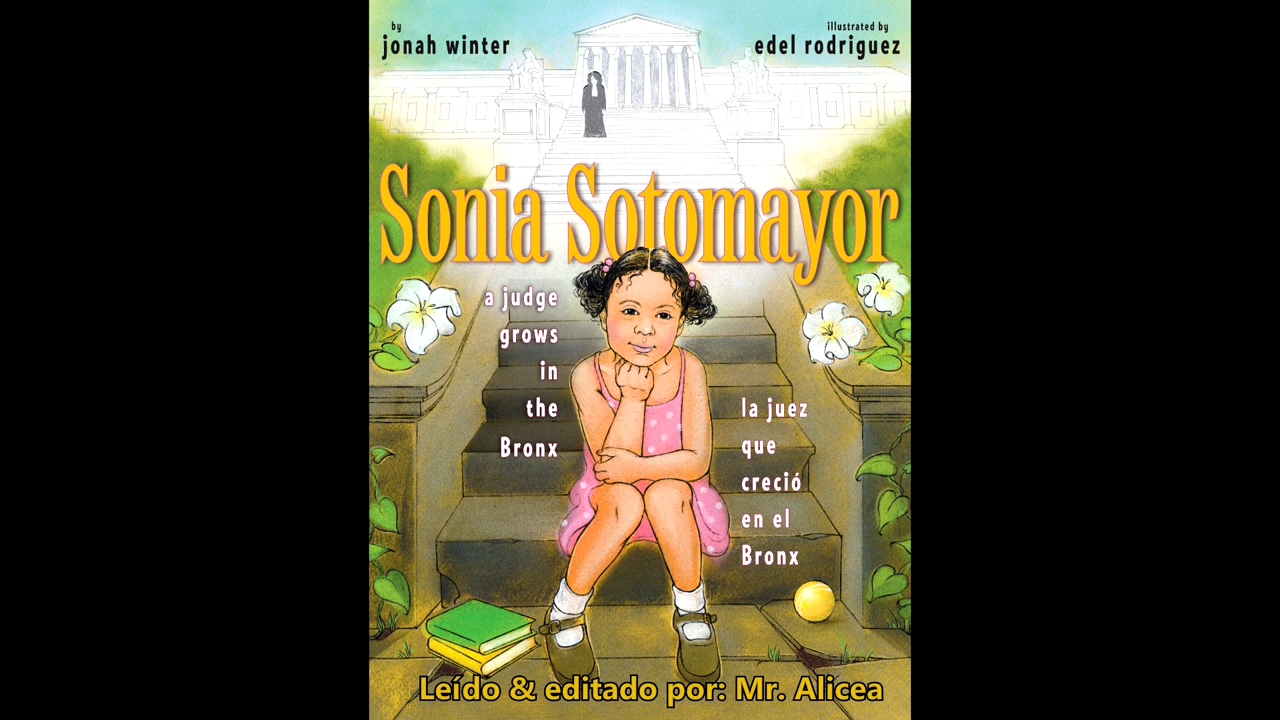 by
jonah winter
illustrated by
edel rodriguez
Sonia Sotomayor
a judge
grows
in
the
Bronx
la juez
que
creció
en el
Bronx
Leído & editado por: Mr. Alicea